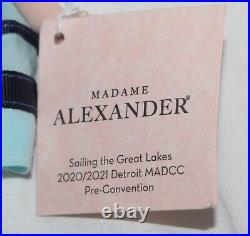 MADAME
ALEXANDER®
Sailing the Great Lakes
2020/2021 Detroit MADCC
Pre-Convention